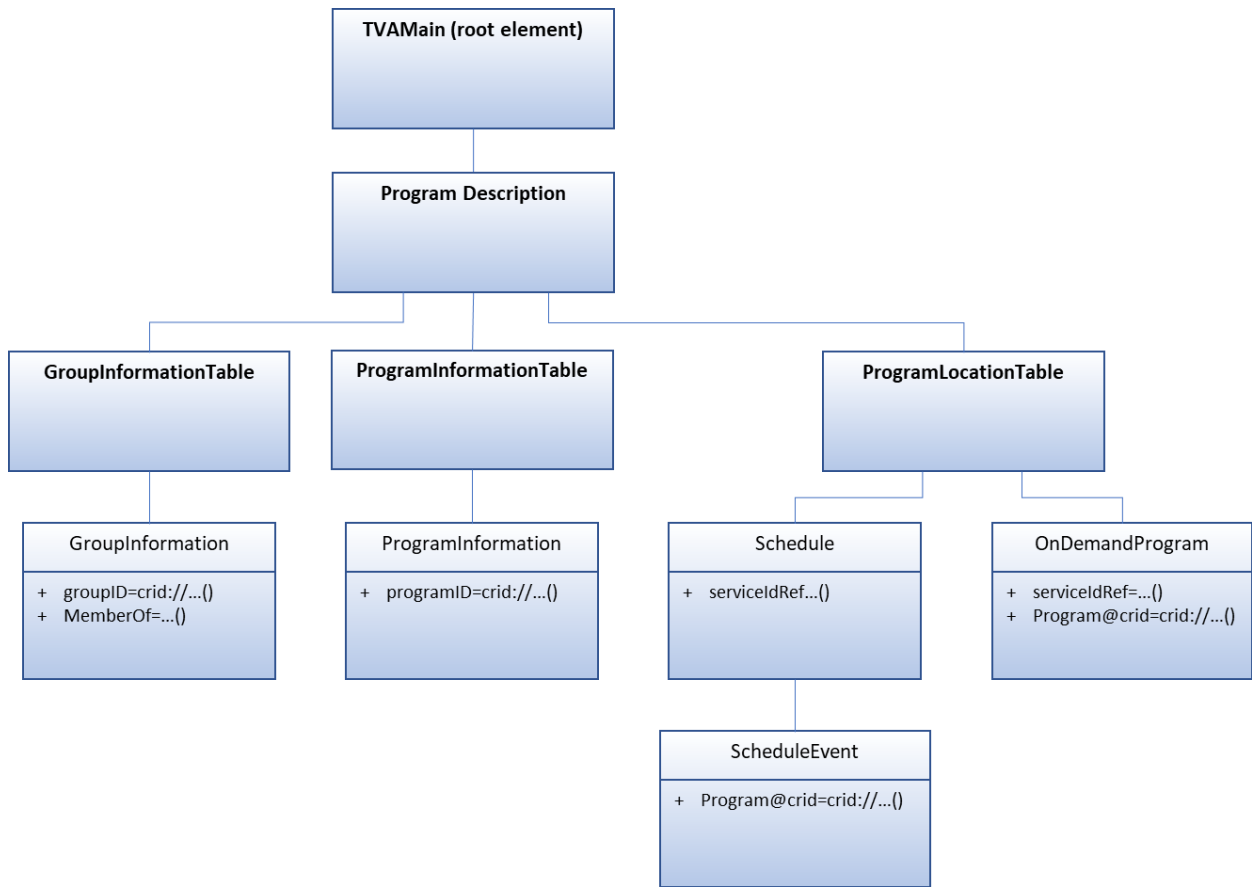 TVAMain (root element)
Program Description
GroupInformationTable
ProgramInformationTable
ProgramLocationTable
GroupInformation
+ groupID=crid://...()
+ MemberOf=...()
ProgramInformation
+ programID=crid://...()
Schedule
+ serviceIdRef...()
OnDemandProgram
+ serviceIdRef=...()
+ Program@crid=crid://...()
ScheduleEvent
+ Program@crid=crid://...()